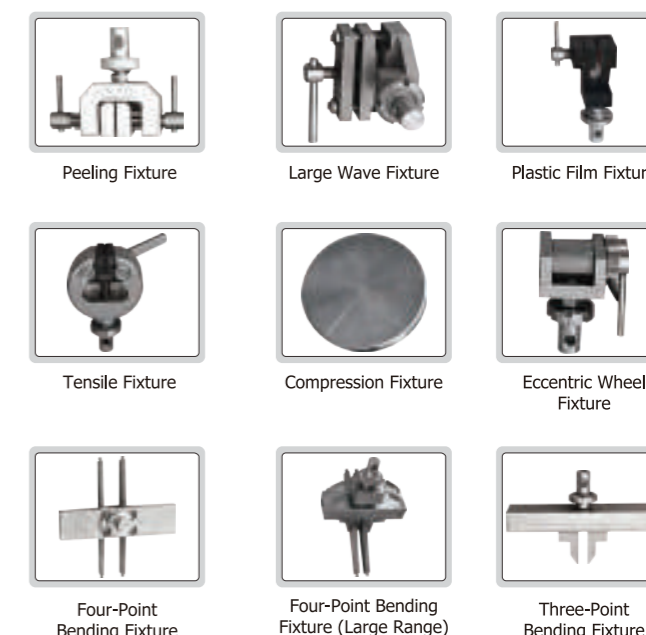 Peeling Fixture
Large Wave Fixture
Plastic Film Fixture
Tensile Fixture
Compression Fixture
Eccentric Wheel
Fixture
Four-Point
Bending Fixture
Four-Point Bending
Fixture (Large Range)
Three-Point
Bending Fixture